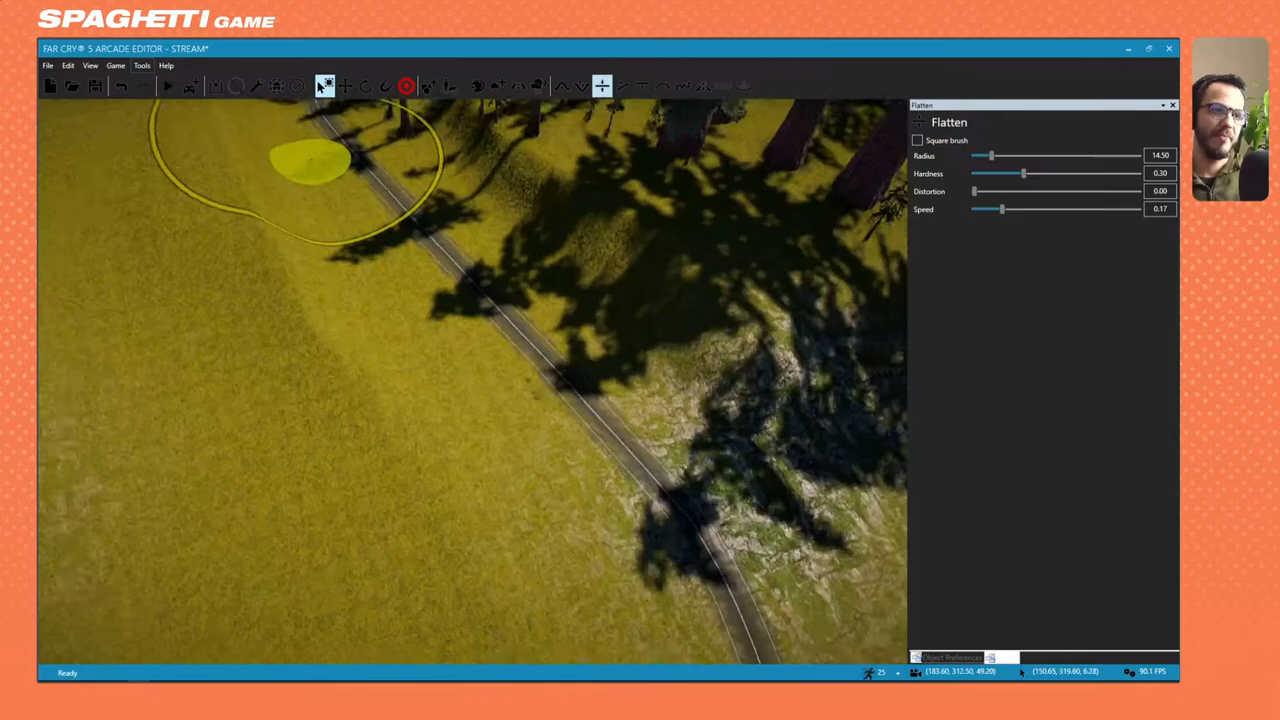 SPAGHETTI GAME
FAR CRY® 5 ARCADE EDITOR - STREAM*
File Edit View Game Tools Help
Flatten
Flatten
Square brush
Radius 14.50
Hardness 0.30
Distortion 0.00
Speed 0.17
Object Preferences
Ready 25 (183.60, 312.50, 49.20) (150.65, 319.60, 6.28) 90.1 FPS